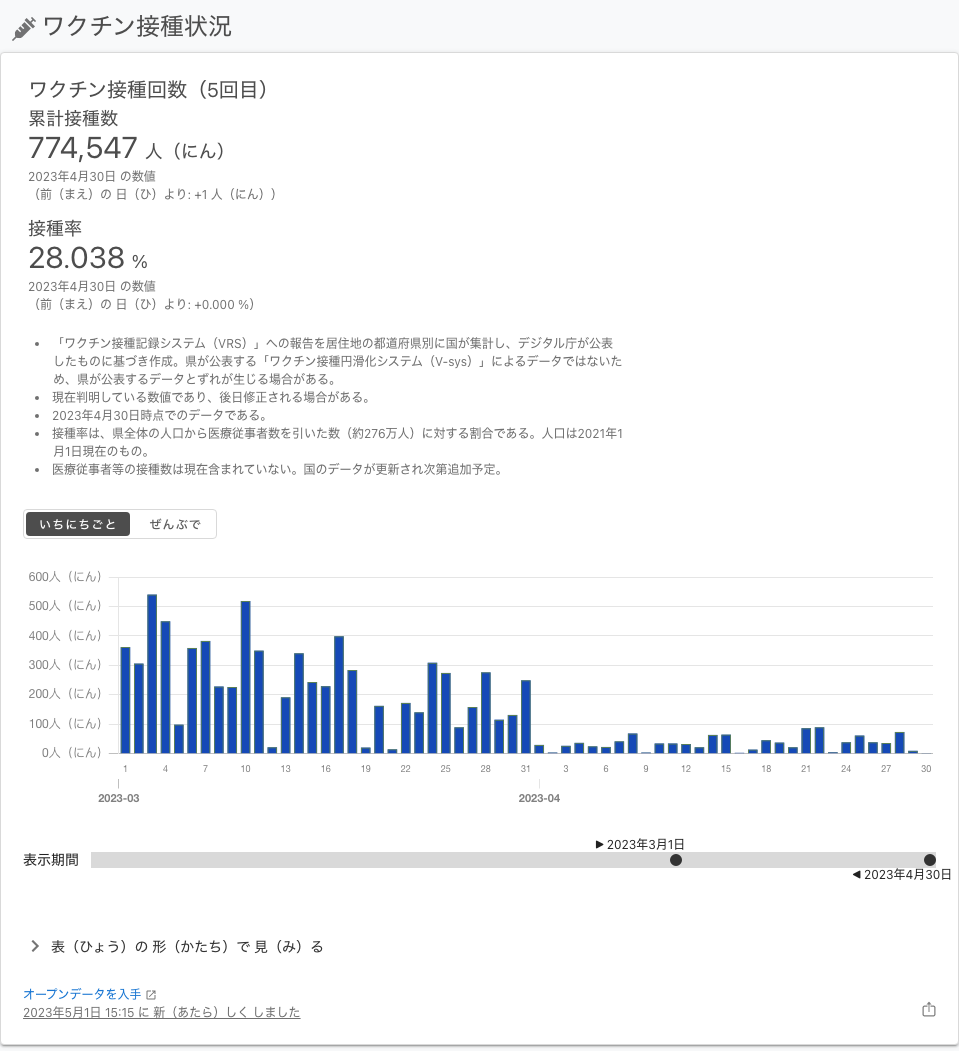 ワクチン接種状況
ワクチン接種回数（5回目）
累計接種数
774,547 人（にん）
2023年4月30日 の数値
（前（まえ）の 日（ひ）より: +1 人（にん））
接種率
28.038 %
2023年4月30日 の数値
（前（まえ）の 日（ひ）より: +0.000 %）
「ワクチン接種記録システム（VRS）」への報告を居住地の都道府県別に国が集計し、デジタル庁が公表
したものに基づき作成。県が公表する「ワクチン接種円滑化システム（V-sys）」によるデータではないた
め、県が公表するデータとずれが生じる場合がある。
現在判明している数値であり、後日修正される場合がある。
2023年4月30日時点でのデータである。
接種率は、県全体の人口から医療従事者数を引いた数（約276万人）に対する割合である。人口は2021年1
月1日現在のもの。
医療従事者等の接種数は現在含まれていない。国のデータが更新され次第追加予定。
いちにちごと ぜんぶで
600人（にん）
500人（にん）
400人（にん）
300人（にん）
200人（にん）
100人（にん）
0人（にん）
1 4 7 10 13 16 19 22 25 28 31 3 6 9 12 15 18 21 24 27 30
2023-03 2023-04
2023年3月1日
表示期間
2023年4月30日
表（ひょう）の 形（かたち）で 見（み）る
オープンデータを入手
2023年5月1日 15:15 に 新（あたら）しく しました